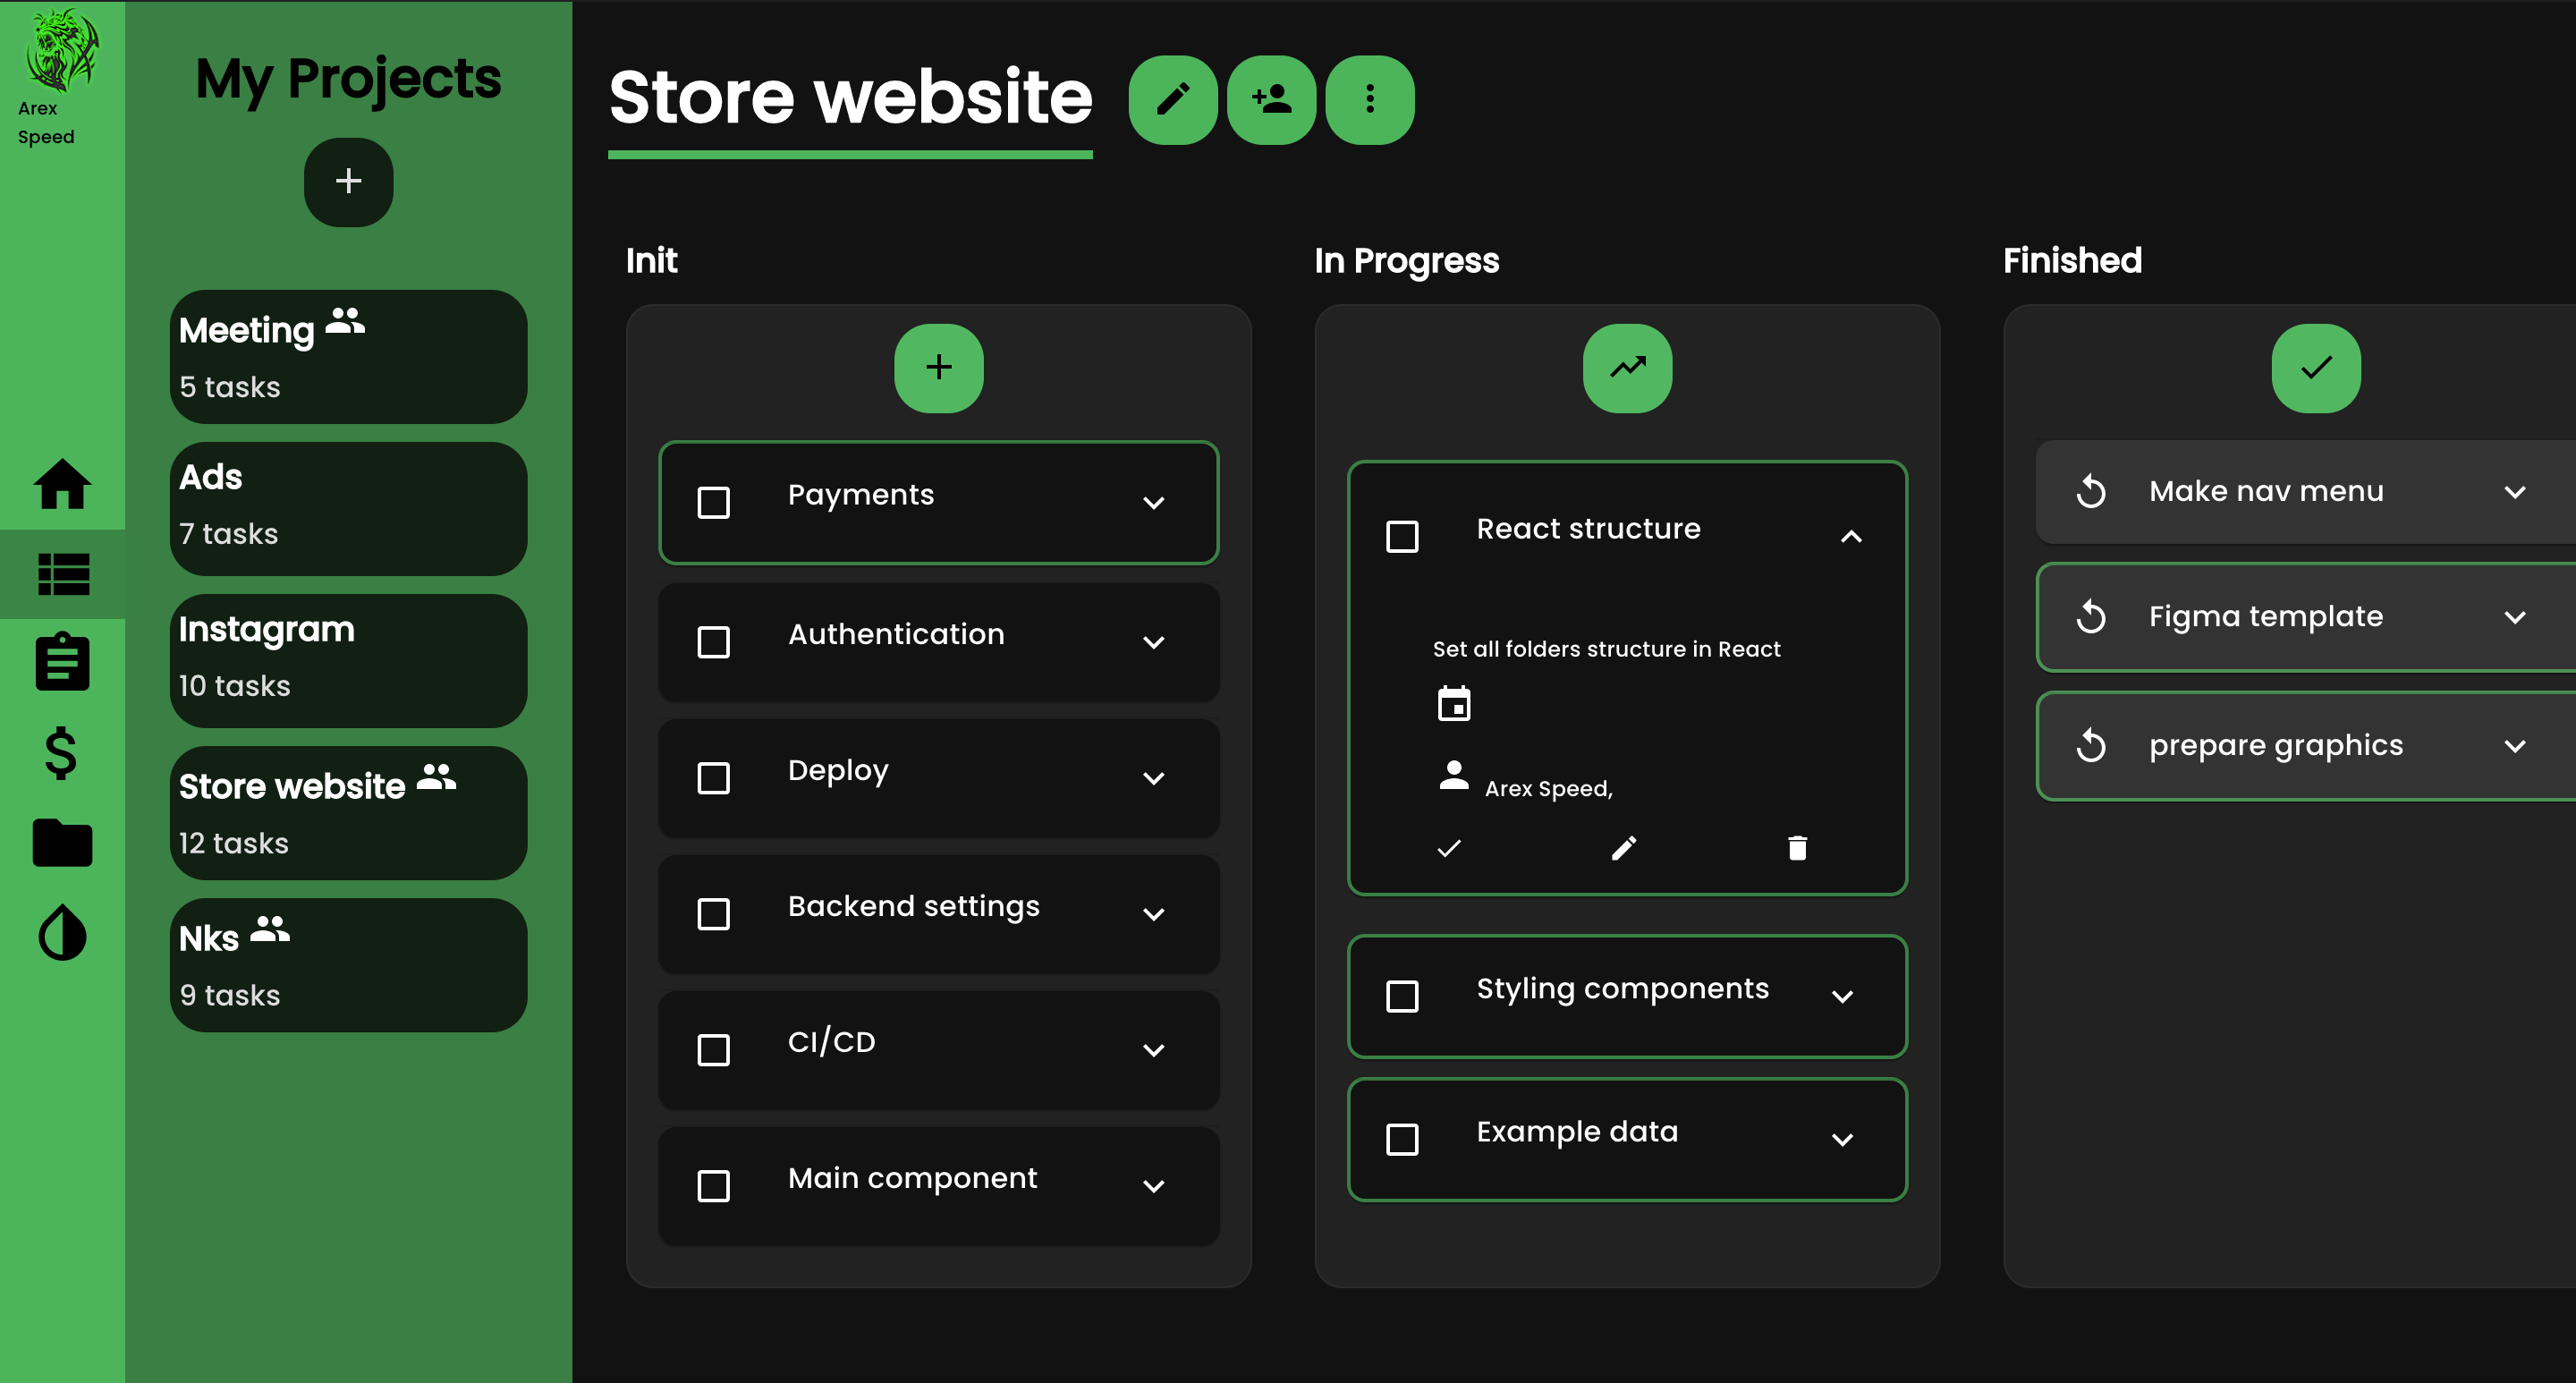 Arex
Speed
My Projects
Meeting
5 tasks
Ads
7 tasks
Instagram
10 tasks
Store website
12 tasks
Nks
9 tasks
Store website
Init
Payments
Authentication
Deploy
Backend settings
CI/CD
Main component
In Progress
React structure
Set all folders structure in React
Arex Speed,
Styling components
Example data
Finished
Make nav menu
Figma template
prepare graphics